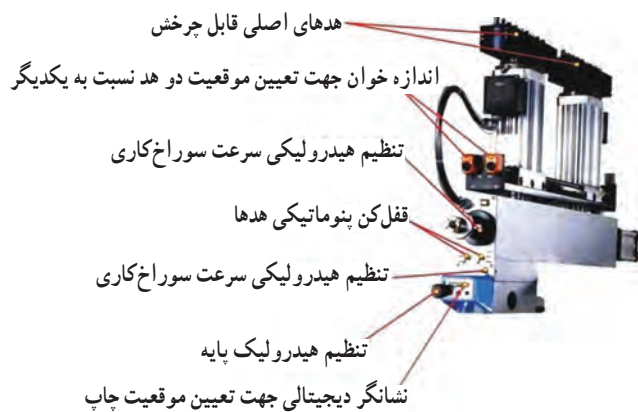 هدهای اصلی قابل چرخش
اندازه خوان جهت تعیین موقعیت دو هد نسبت به یکدیگر
تنظیم هیدرولیکی سرعت سوراخ‌کاری
قفل‌کن پنوماتیکی هدها
تنظیم هیدرولیکی سرعت سوراخ‌کاری
تنظیم هیدرولیک پایه
نشانگر دیجیتالی جهت تعیین موقعیت چاپ